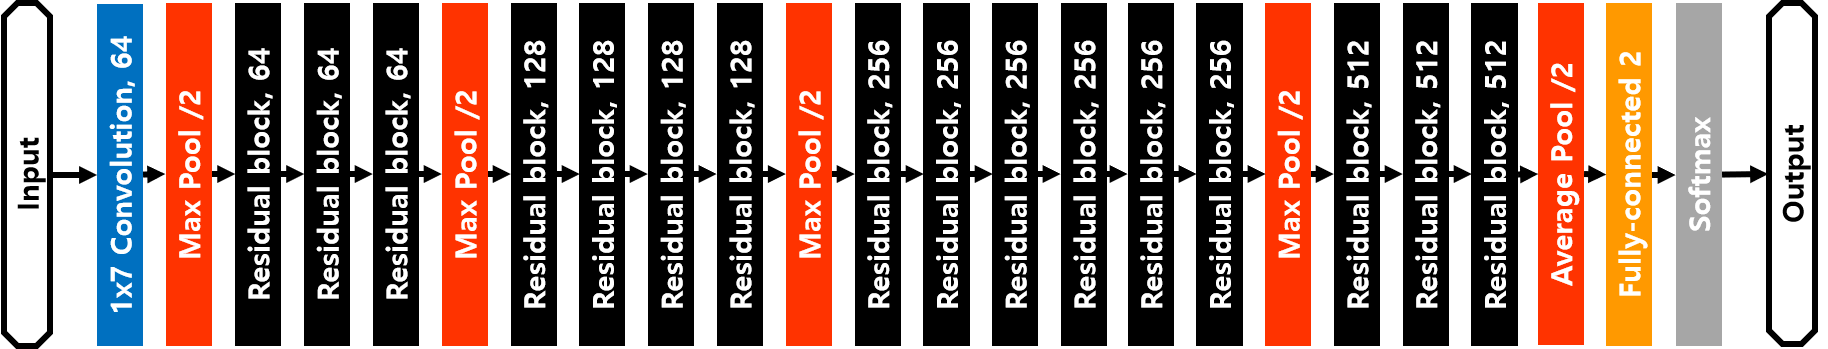 Input
1x7 Convolution, 64
Max Pool /2
Residual block, 64
Residual block, 64
Residual block, 64
Max Pool /2
Residual block, 128
Residual block, 128
Residual block, 128
Residual block, 128
Max Pool /2
Residual block, 256
Residual block, 256
Residual block, 256
Residual block, 256
Residual block, 256
Residual block, 256
Max Pool /2
Residual block, 512
Residual block, 512
Residual block, 512
Average Pool /2
Fully-connected 2
Softmax
Output